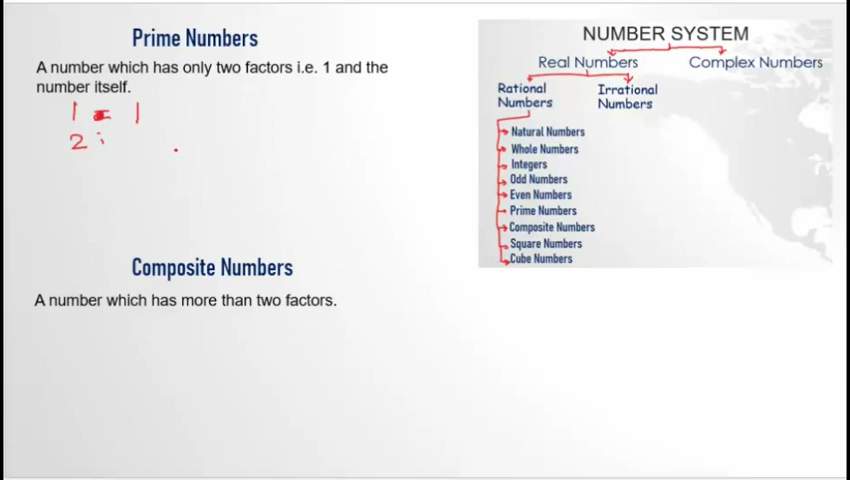 Prime Numbers
A number which has only two factors i.e. 1 and the
number itself.
1 = 1
2 :
Composite Numbers
A number which has more than two factors.
NUMBER SYSTEM
Real Numbers Complex Numbers
Rational Numbers
Irrational Numbers
Natural Numbers
Whole Numbers
Integers
Odd Numbers
Even Numbers
Prime Numbers
Composite Numbers
Square Numbers
Cube Numbers